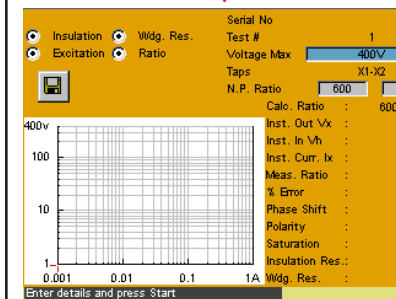 Serial No
Insulation Wdg. Res. Test # 1
Excitation Ratio Voltage Max 400V
Taps X1-X2
N.P. Ratio 600
Calc. Ratio : 600
400v Inst. Out Vx :
Inst. In Vh :
100 Inst. Curr. Ix :
Meas. Ratio :
% Error :
10 Phase Shift :
Polarity :
Saturation :
1 Insulation Res.:
0.001 0.01 0.1 1A Wdg. Res. :
Enter details and press Start